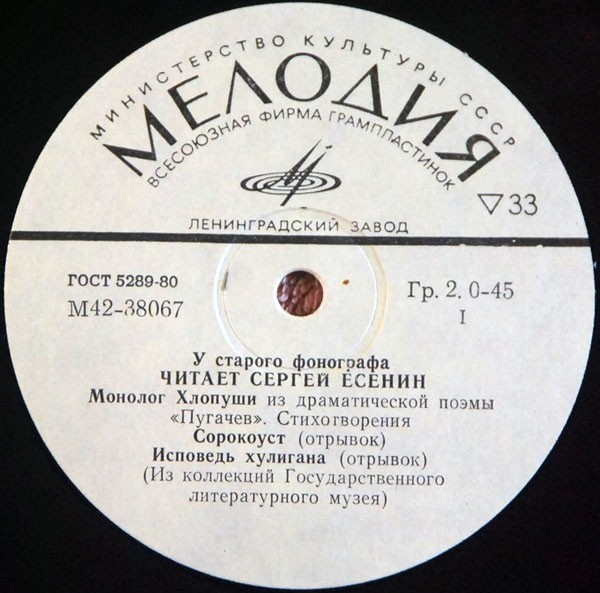 МИНИСТЕРСТВО КУЛЬТУРЫ СССР
МЕЛОДИЯ
ВСЕСОЮЗНАЯ ФИРМА ГРАМПЛАСТИНОК
▽33
ЛЕНИНГРАДСКИЙ ЗАВОД
ГОСТ 5289-80
М42-38067
Гр. 2. 0-45
I
У старого фонографа
ЧИТАЕТ СЕРГЕЙ ЕСЕНИН
Монолог Хлопуши из драматической поэмы
«Пугачев». Стихотворения
Сорокоуст (отрывок)
Исповедь хулигана (отрывок)
(Из коллекций Государственного
литературного музея)